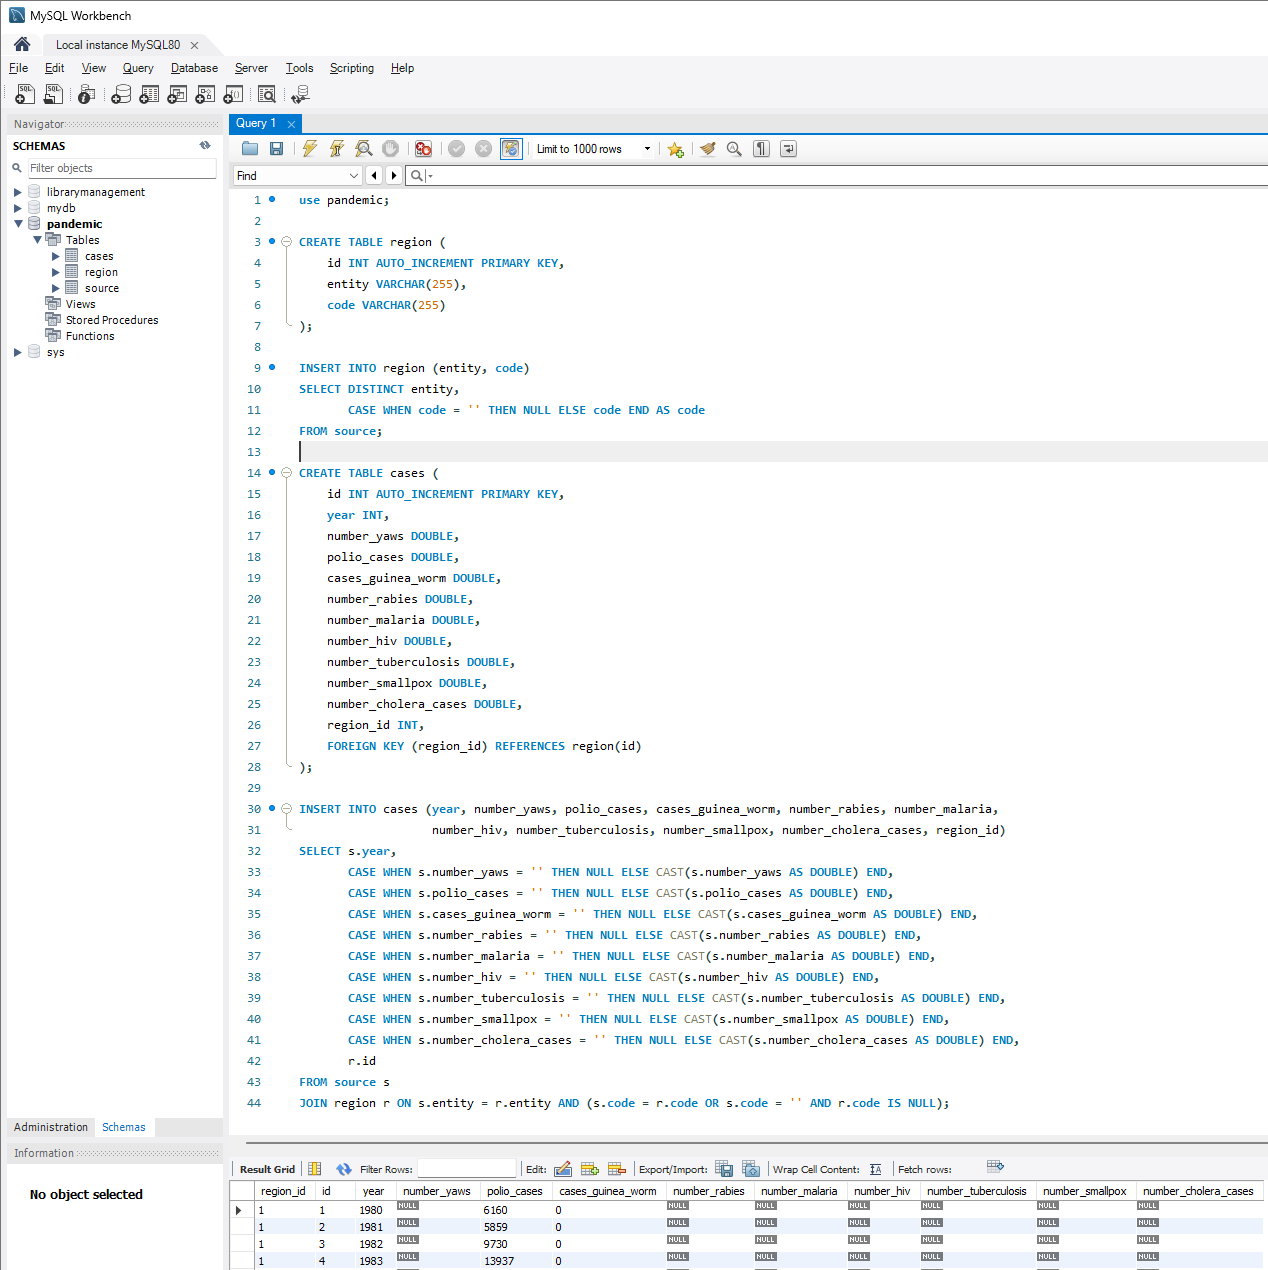 MySQL Workbench
Local instance MySQL80
File Edit View Query Database Server Tools Scripting Help
Navigator
SCHEMAS
Filter objects
librarymanagement
mydb
pandemic
Tables
cases
region
source
Views
Stored Procedures
Functions
sys
Administration Schemas
Information
No object selected
Query 1
Limit to 1000 rows
Find
1 use pandemic;
2
3 CREATE TABLE region (
4 id INT AUTO_INCREMENT PRIMARY KEY,
5 entity VARCHAR(255),
6 code VARCHAR(255)
7 );
8
9 INSERT INTO region (entity, code)
10 SELECT DISTINCT entity,
11 CASE WHEN code = '' THEN NULL ELSE code END AS code
12 FROM source;
13
14 CREATE TABLE cases (
15 id INT AUTO_INCREMENT PRIMARY KEY,
16 year INT,
17 number_yaws DOUBLE,
18 polio_cases DOUBLE,
19 cases_guinea_worm DOUBLE,
20 number_rabies DOUBLE,
21 number_malaria DOUBLE,
22 number_hiv DOUBLE,
23 number_tuberculosis DOUBLE,
24 number_smallpox DOUBLE,
25 number_cholera_cases DOUBLE,
26 region_id INT,
27 FOREIGN KEY (region_id) REFERENCES region(id)
28 );
29
30 INSERT INTO cases (year, number_yaws, polio_cases, cases_guinea_worm, number_rabies, number_malaria,
31 number_hiv, number_tuberculosis, number_smallpox, number_cholera_cases, region_id)
32 SELECT s.year,
33 CASE WHEN s.number_yaws = '' THEN NULL ELSE CAST(s.number_yaws AS DOUBLE) END,
34 CASE WHEN s.polio_cases = '' THEN NULL ELSE CAST(s.polio_cases AS DOUBLE) END,
35 CASE WHEN s.cases_guinea_worm = '' THEN NULL ELSE CAST(s.cases_guinea_worm AS DOUBLE) END,
36 CASE WHEN s.number_rabies = '' THEN NULL ELSE CAST(s.number_rabies AS DOUBLE) END,
37 CASE WHEN s.number_malaria = '' THEN NULL ELSE CAST(s.number_malaria AS DOUBLE) END,
38 CASE WHEN s.number_hiv = '' THEN NULL ELSE CAST(s.number_hiv AS DOUBLE) END,
39 CASE WHEN s.number_tuberculosis = '' THEN NULL ELSE CAST(s.number_tuberculosis AS DOUBLE) END,
40 CASE WHEN s.number_smallpox = '' THEN NULL ELSE CAST(s.number_smallpox AS DOUBLE) END,
41 CASE WHEN s.number_cholera_cases = '' THEN NULL ELSE CAST(s.number_cholera_cases AS DOUBLE) END,
42 r.id
43 FROM source s
44 JOIN region r ON s.entity = r.entity AND (s.code = r.code OR s.code = '' AND r.code IS NULL);
Result Grid Filter Rows: Edit: Export/Import: Wrap Cell Content: IA Fetch rows:
region_id id year number_yaws polio_cases cases_guinea_worm number_rabies number_malaria number_hiv number_tuberculosis number_smallpox number_cholera_cases
1 1 1980 NULL 6160 0 NULL NULL NULL NULL NULL NULL
1 2 1981 NULL 5859 0 NULL NULL NULL NULL NULL NULL
1 3 1982 NULL 9730 0 NULL NULL NULL NULL NULL NULL
1 4 1983 NULL 13937 0 NULL NULL NULL NULL NULL NULL